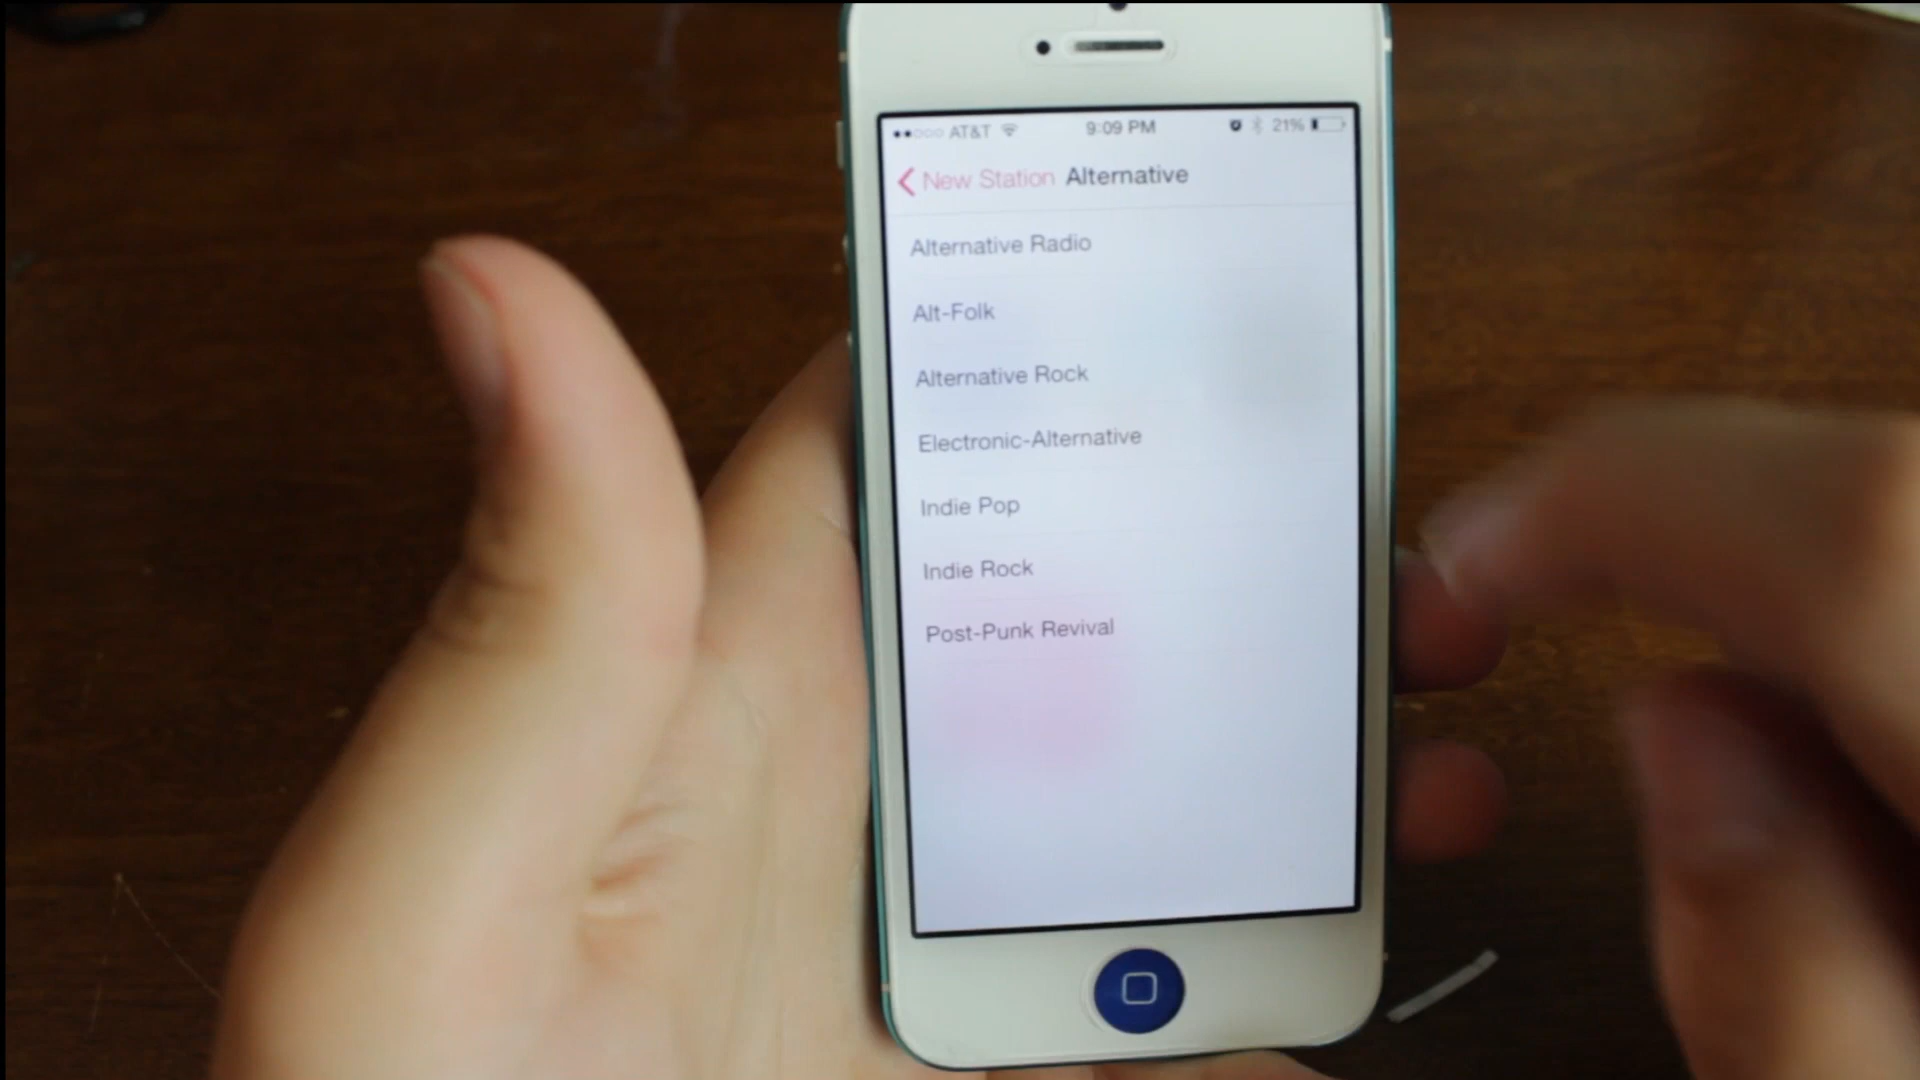 AT&T 9:09 PM 21%
New Station Alternative
Alternative Radio
Alt-Folk
Alternative Rock
Electronic-Alternative
Indie Pop
Indie Rock
Post-Punk Revival